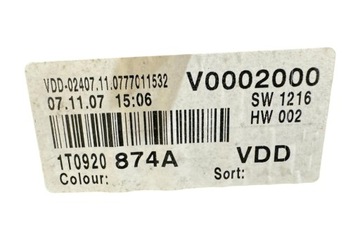 VDD-02407.11.0777011532 V0002000
07.11.07 15:06 SW 1216
HW 002
1T0920 874A VDD
Colour: Sort: